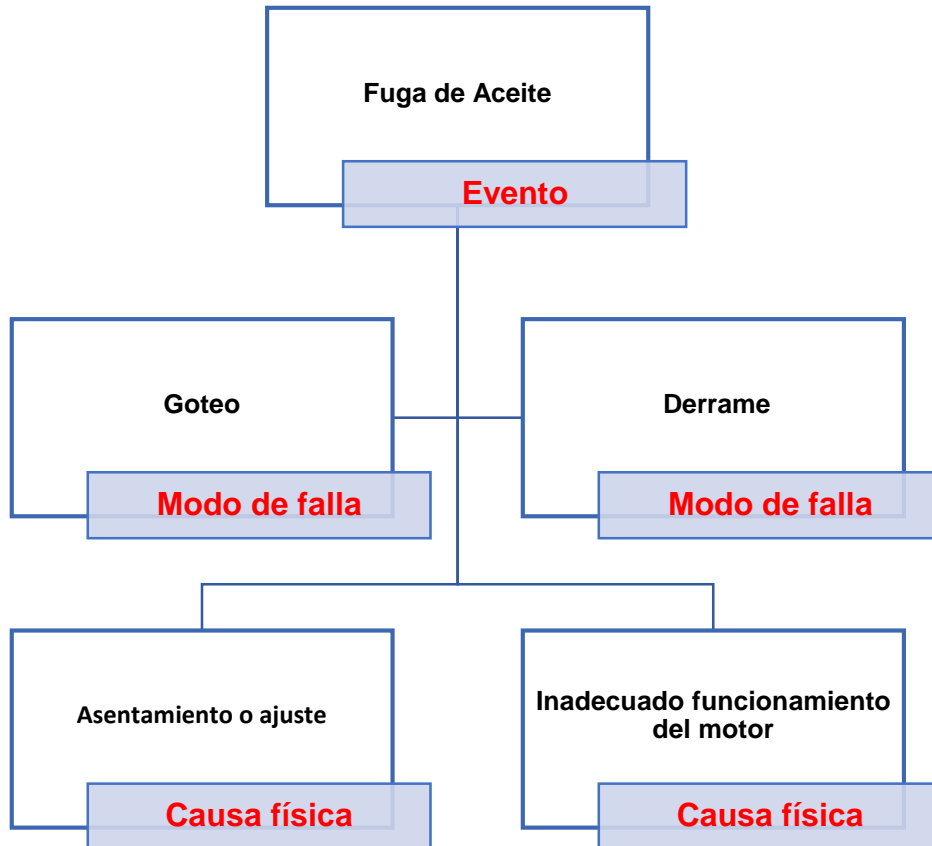 Fuga de Aceite
Evento
Goteo
Modo de falla
Derrame
Modo de falla
Asentamiento o ajuste
Causa física
Inadecuado funcionamiento
del motor
Causa física